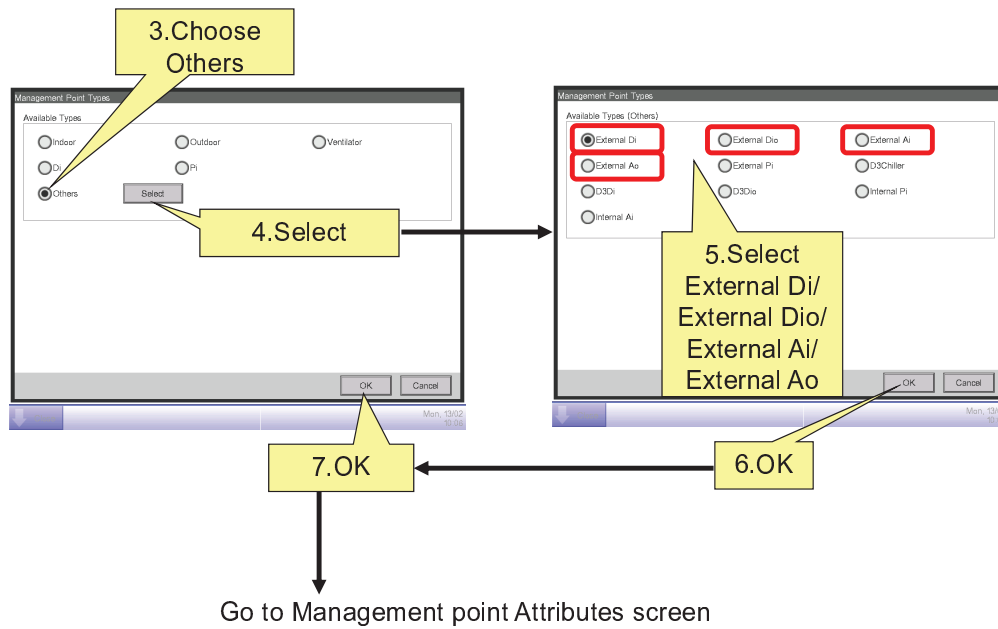 3.Choose
Others
Management Point Types
Available Types
Indoor
Outdoor
Ventilator
Di
Pi
Others
Select
4.Select
OK
Cancel
Mon, 13/02
10:06
7.OK
Management Point Types
Available Types (Others)
External Di
External Dio
External Ai
External Ao
External Pi
D3Chiller
D3Di
D3Dio
Internal Pi
Internal Ai
5.Select
External Di/
External Dio/
External Ai/
External Ao
OK
Cancel
Mon,
6.OK
Go to Management point Attributes screen